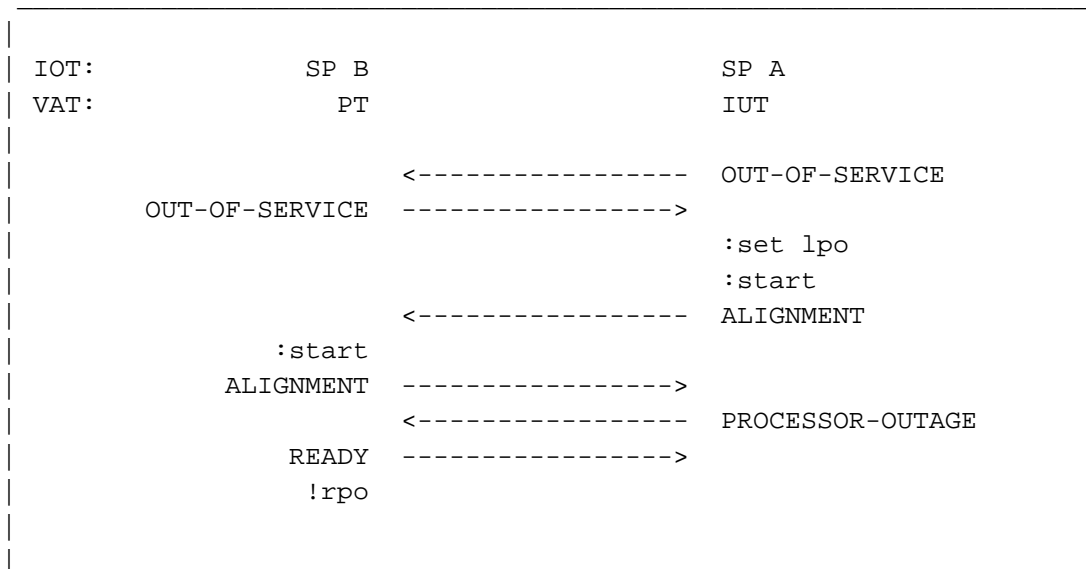 IOT: SP B SP A
VAT: PT IUT
<----------------- OUT-OF-SERVICE
OUT-OF-SERVICE ----------------->
:set lpo
:start
<----------------- ALIGNMENT
:start
ALIGNMENT ----------------->
<----------------- PROCESSOR-OUTAGE
READY ----------------->
!rpo